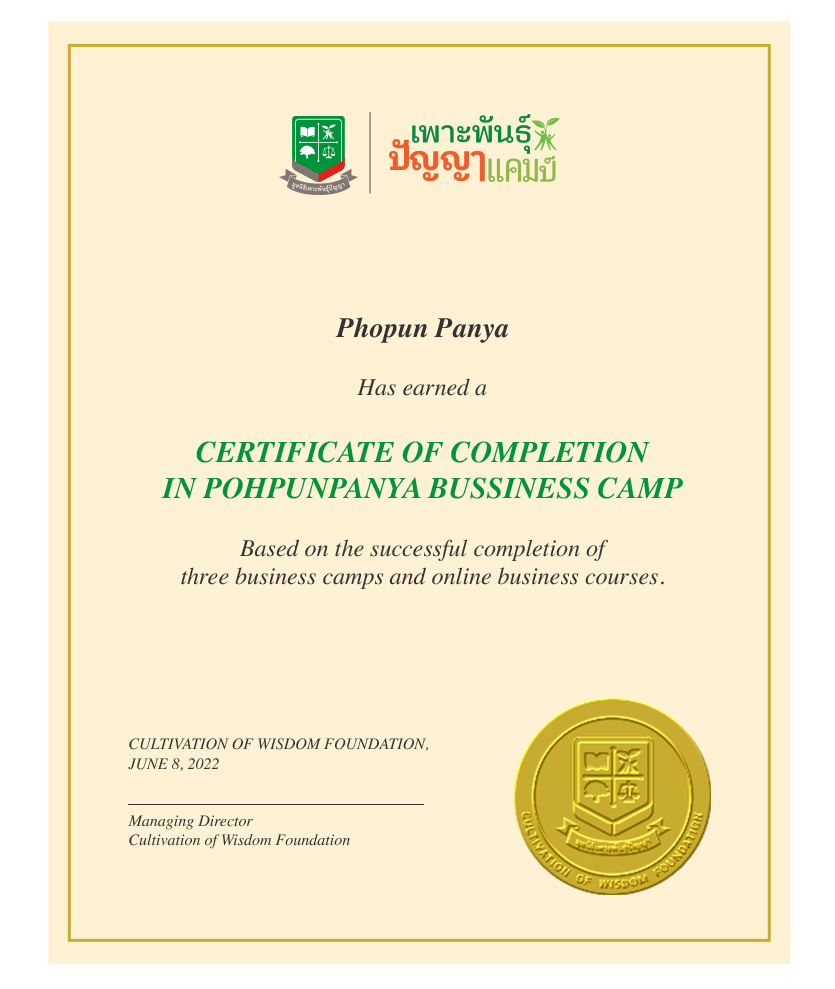 มูลนิธิเพาะพันธุ์ปัญญา
เพาะพันธุ์
ปัญญาแคมป์
Phopun Panya
Has earned a
CERTIFICATE OF COMPLETION
IN POHPUNPANYA BUSSINESS CAMP
Based on the successful completion of
three business camps and online business courses.
CULTIVATION OF WISDOM FOUNDATION,
JUNE 8, 2022
Managing Director
Cultivation of Wisdom Foundation
มูลนิธิเพาะพันธุ์ปัญญา
CULTIVATION OF WISDOM FOUNDATION